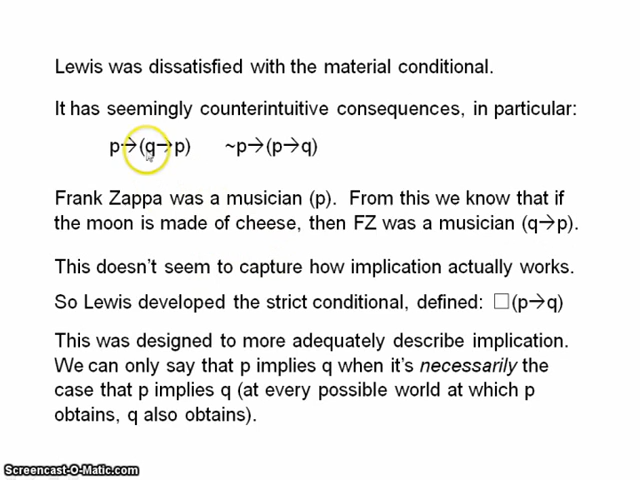 Lewis was dissatisfied with the material conditional.
It has seemingly counterintuitive consequences, in particular:
p→(q→p) ~p→(p→q)
Frank Zappa was a musician (p). From this we know that if
the moon is made of cheese, then FZ was a musician (q→p).
This doesn't seem to capture how implication actually works.
So Lewis developed the strict conditional, defined: □(p→q)
This was designed to more adequately describe implication.
We can only say that p implies q when it's necessarily the
case that p implies q (at every possible world at which p
obtains, q also obtains).
Screencast-O-Matic.com